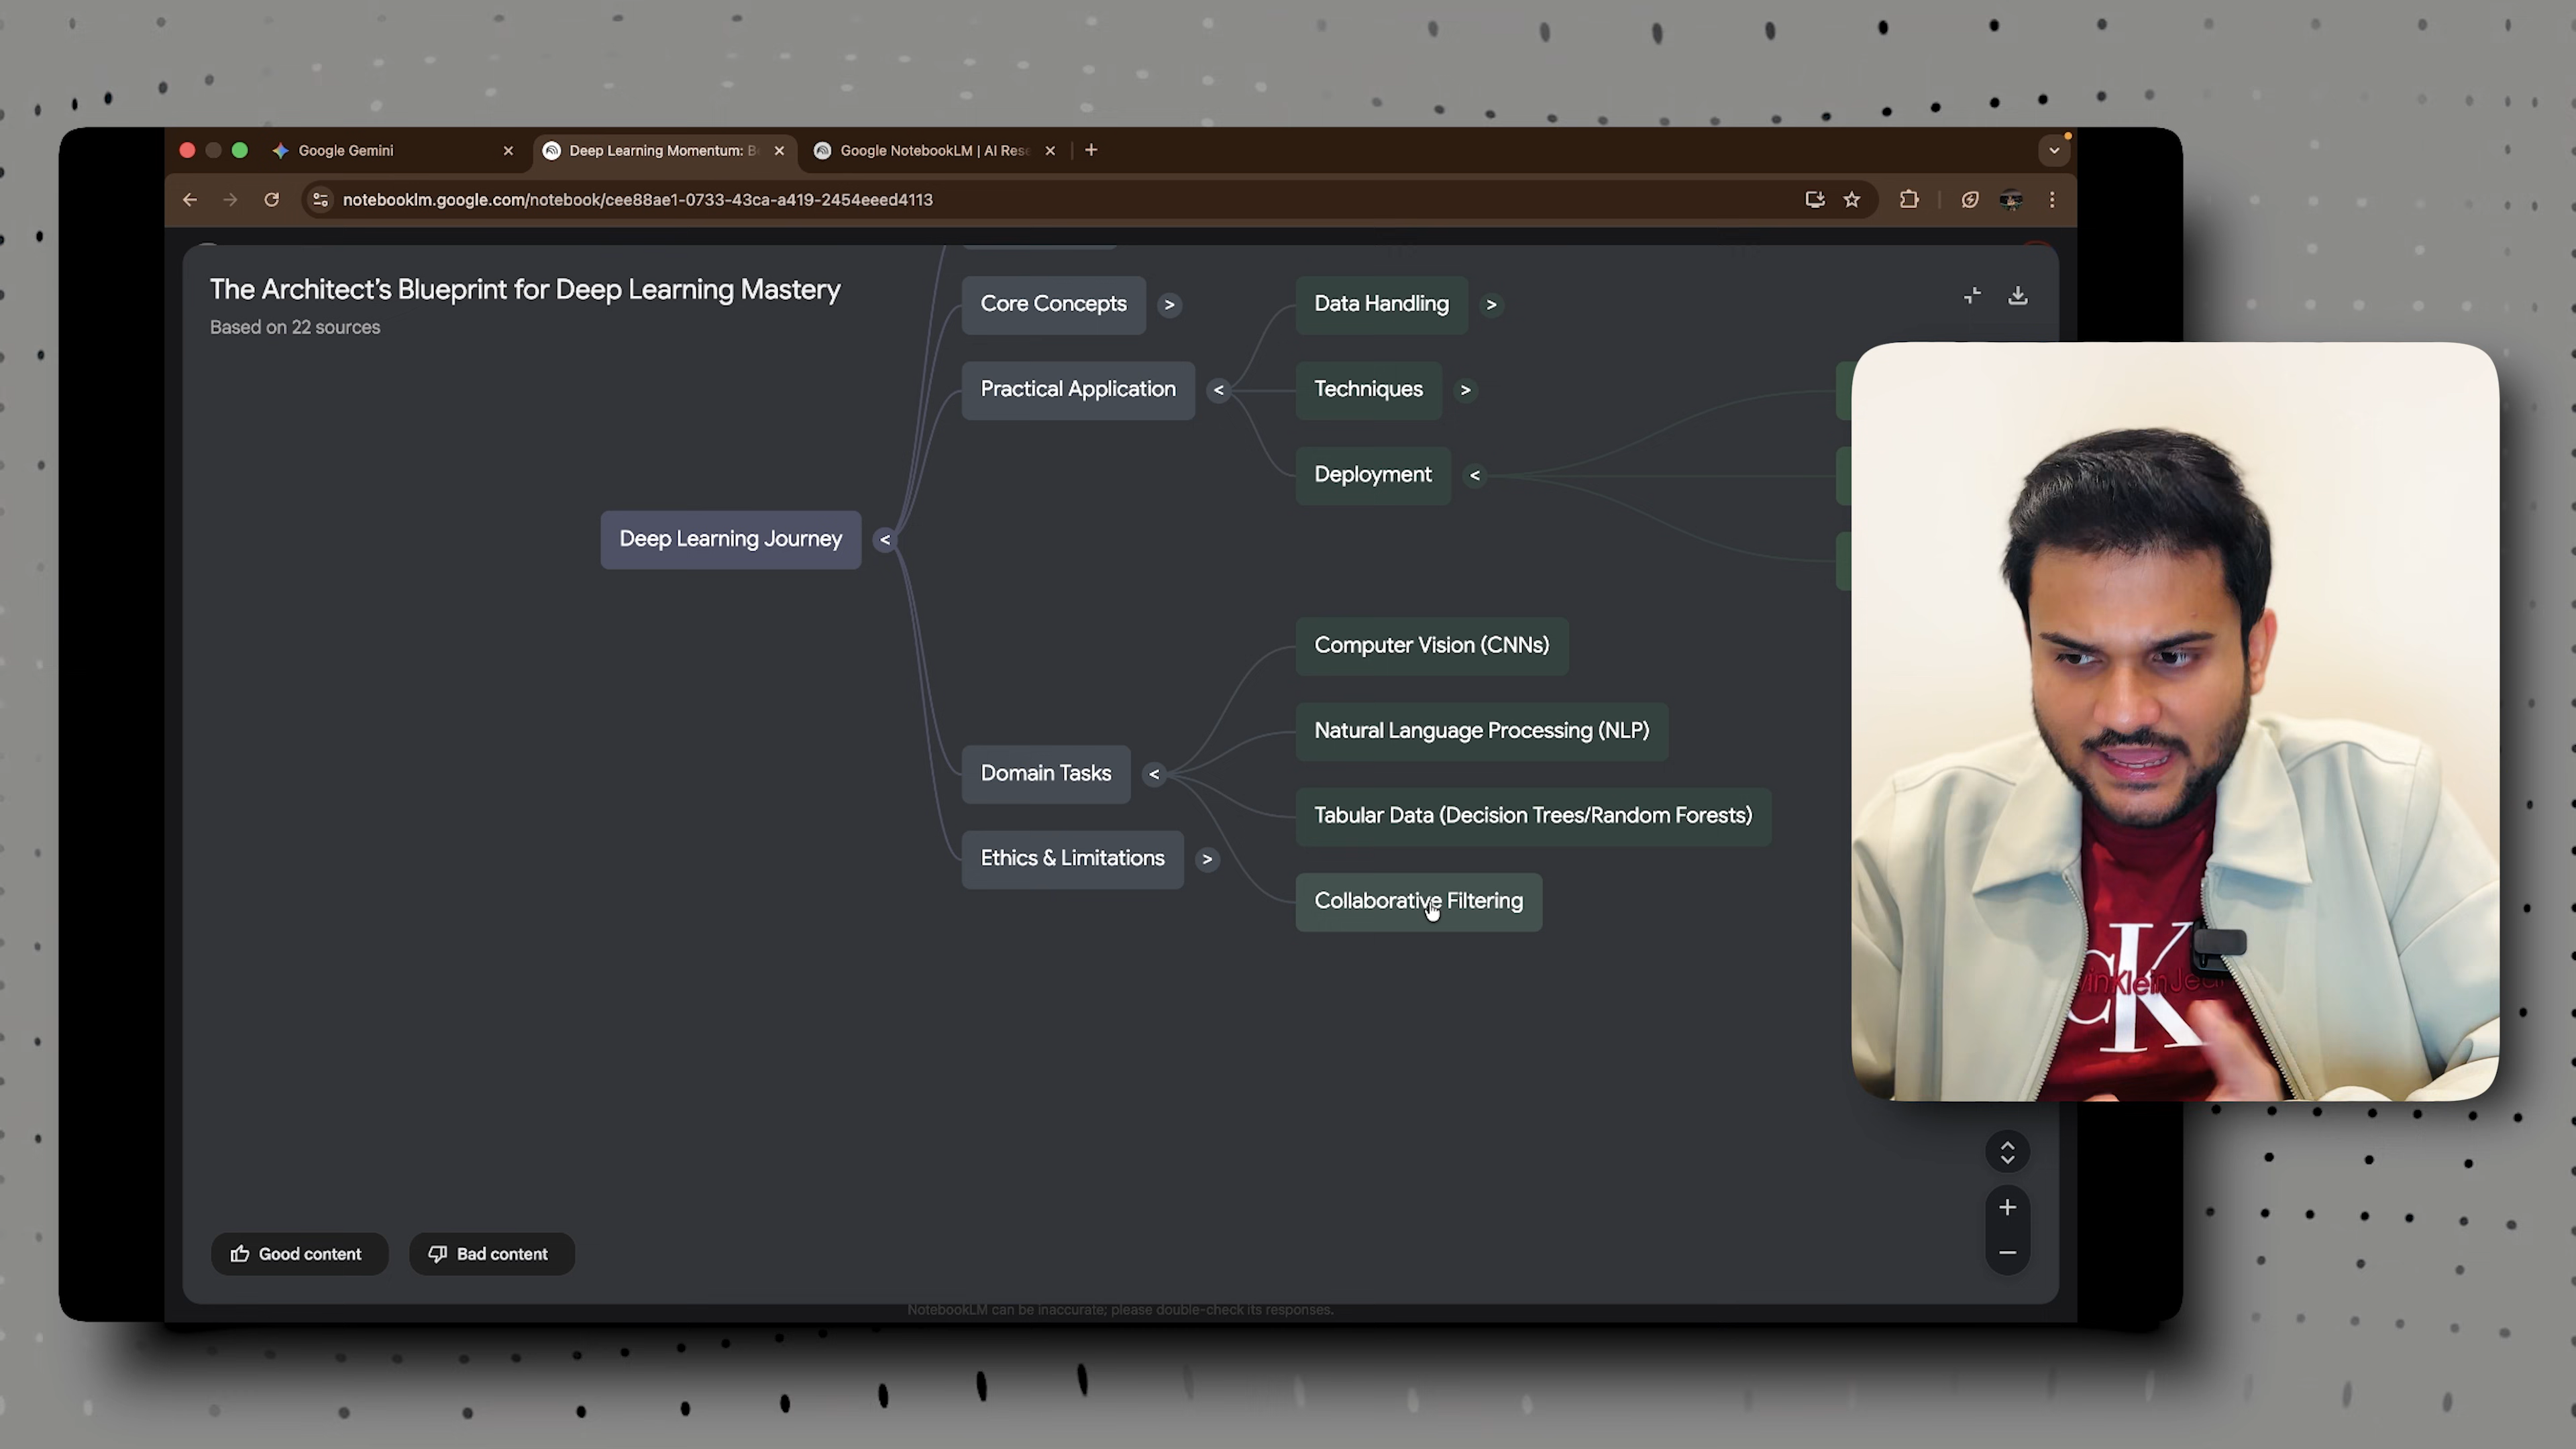 Google Gemini
Deep Learning Momentum: Be
Google NotebookLM | AI Rese
notebooklm.google.com/notebook/cee88ae1-0733-43ca-a419-2454eeed4113
The Architect's Blueprint for Deep Learning Mastery
Based on 22 sources
Core Concepts
>
Data Handling
>
Practical Application
<
Techniques
>
Deployment
<
Deep Learning Journey
<
Computer Vision (CNNs)
Natural Language Processing (NLP)
Domain Tasks
<
Tabular Data (Decision Trees/Random Forests)
Ethics & Limitations
>
Collaborative Filtering
CK
Good content
Bad content
NotebookLM can be inaccurate; please double-check its responses.